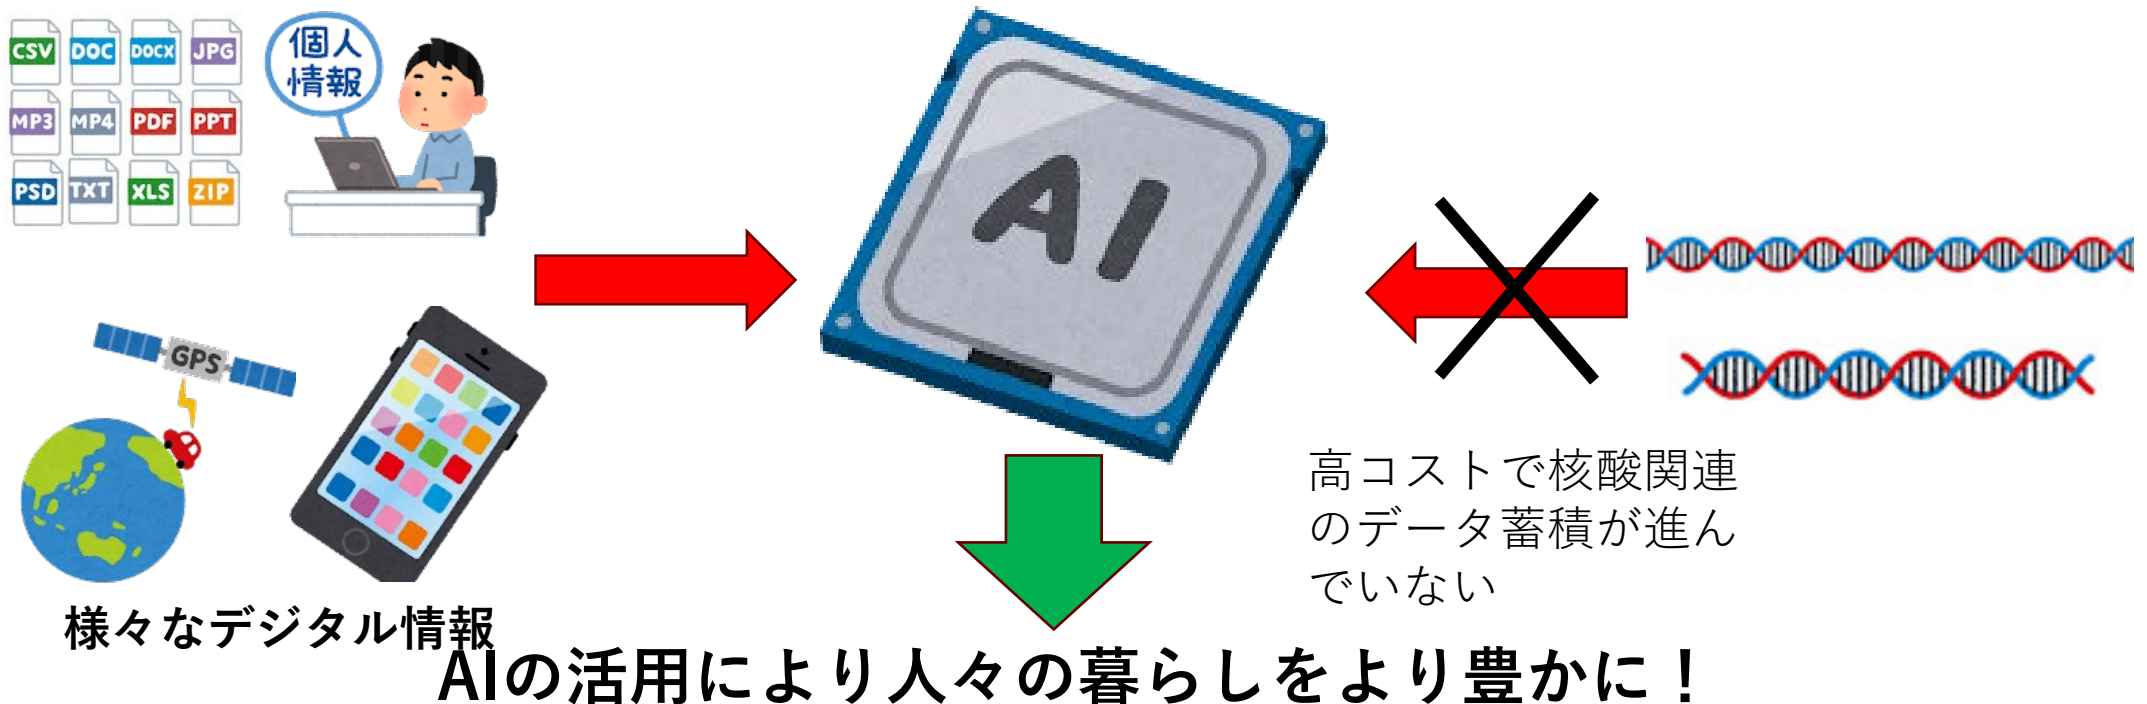 CSV DOC DOCX JPG
MP3 MP4 PDF PPT
PSD TXT XLS ZIP
個人
情報
GPS
様々なデジタル情報
AI
高コストで核酸関連
のデータ蓄積が進ん
でいない
AIの活用により人々の暮らしをより豊かに！